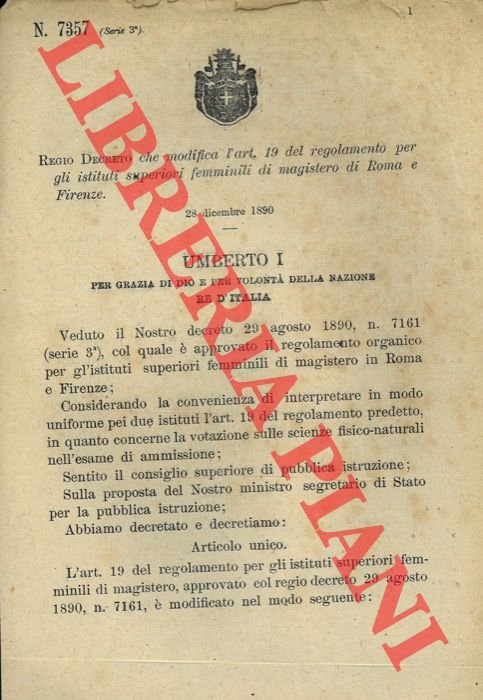 1
N. 7357 (Serie 3ª).
REGIO DECRETO che modifica l'art. 19 del regolamento per
gli istituti superiori femminili di magistero di Roma e
Firenze.
28 dicembre 1890
UMBERTO I
PER GRAZIA DI DIO E PER VOLONTÀ DELLA NAZIONE
RE D'ITALIA
Veduto il Nostro decreto 29 agosto 1890, n. 7161
(serie 3ª), col quale è approvato il regolamento organico
per gl'istituti superiori femminili di magistero in Roma
e Firenze;
Considerando la convenienza di interpretare in modo
uniforme pei due istituti l'art. 19 del regolamento predetto,
in quanto concerne la votazione sulle scienze fisico-naturali
nell'esame di ammissione;
Sentito il consiglio superiore di pubblica istruzione;
Sulla proposta del Nostro ministro segretario di Stato
per la pubblica istruzione;
Abbiamo decretato e decretiamo:
Articolo unico.
L'art. 19 del regolamento per gli istituti superiori fem-
minili di magistero, approvato col regio decreto 29 agosto
1890, n. 7161, è modificato nel modo seguente:
LIBRERIA PIANI